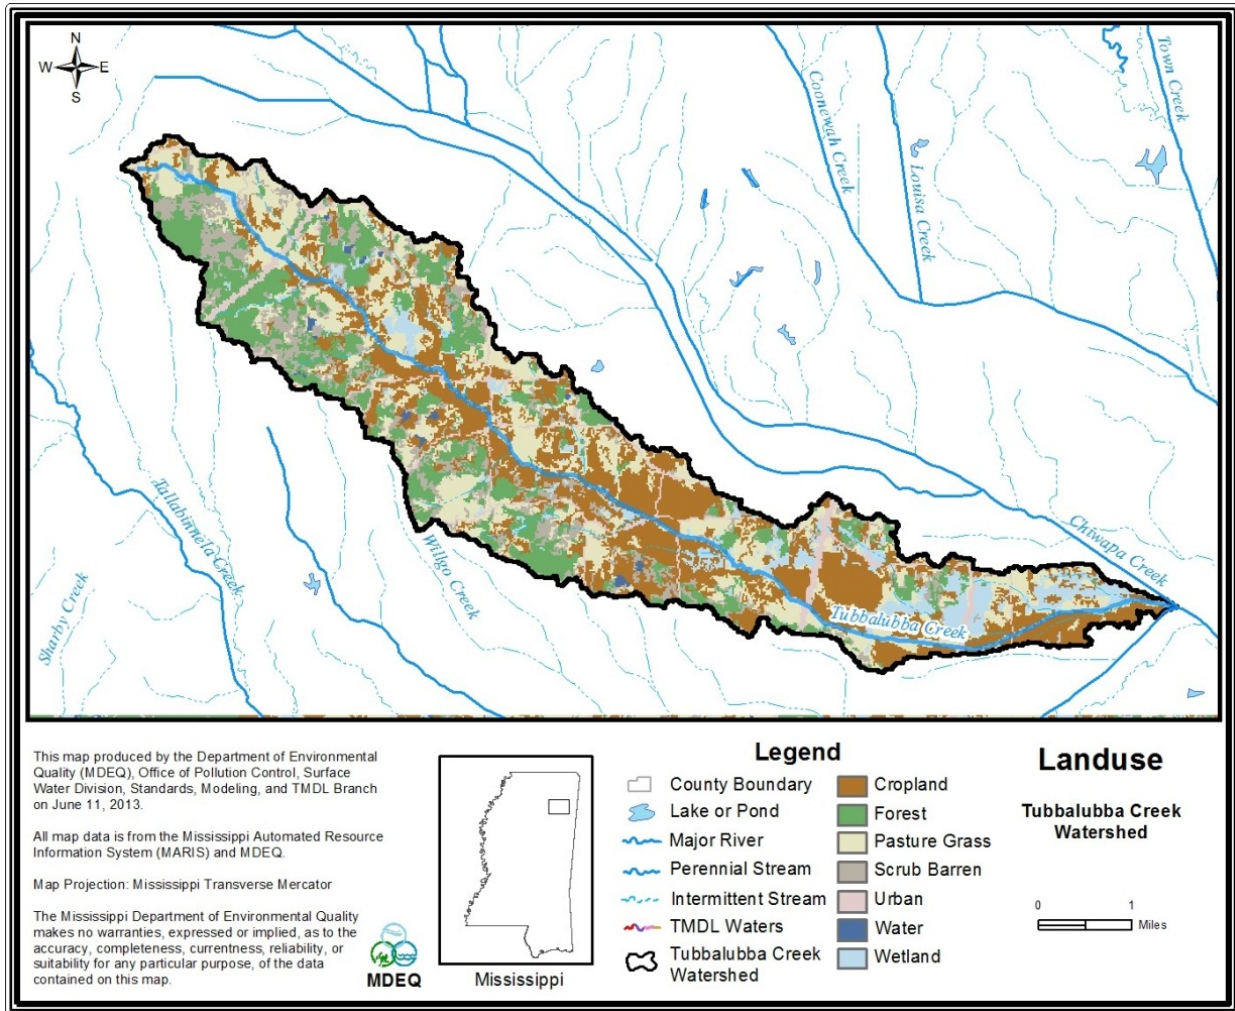 N
W E
S
Coonewah Creek
Louisa Creek
Town Creek
Chiwapa Creek
Tubbalubba Creek
Willgo Creek
Tallabinnela Creek
Sharby Creek
This map produced by the Department of Environmental
Quality (MDEQ), Office of Pollution Control, Surface
Water Division, Standards, Modeling, and TMDL Branch
on June 11, 2013.
All map data is from the Mississippi Automated Resource
Information System (MARIS) and MDEQ.
Map Projection: Mississippi Transverse Mercator
The Mississippi Department of Environmental Quality
makes no warranties, expressed or implied, as to the
accuracy, completeness, currentness, reliability, or
suitability for any particular purpose, of the data
contained on this map.
MDEQ
Mississippi
Legend
County Boundary
Lake or Pond
Major River
Perennial Stream
Intermittent Stream
TMDL Waters
Tubbalubba Creek
Watershed
Cropland
Forest
Pasture Grass
Scrub Barren
Urban
Water
Wetland
Landuse
Tubbalubba Creek
Watershed
0 1
Miles